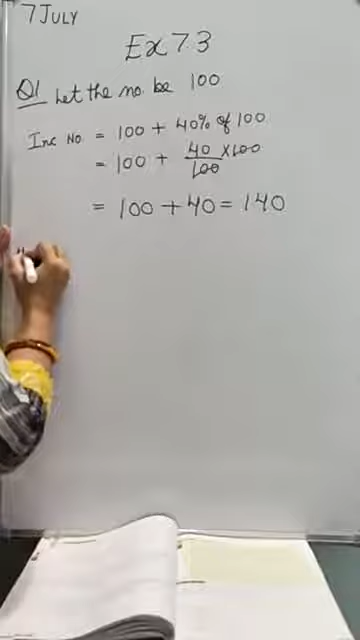 7 JULY
Ex 7.3
Q1 Let the no. be 100
Inc No = 100 + 40% of 100
= 100 + 40/100 × 100
= 100 + 40 = 140